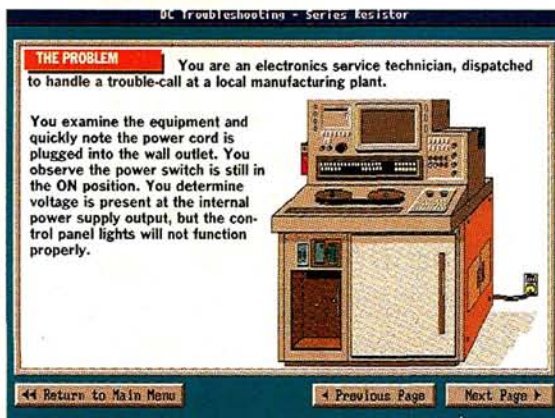 DC Troubleshooting - Series Resistor
THE PROBLEM
You are an electronics service technician, dispatched
to handle a trouble-call at a local manufacturing plant.
You examine the equipment and
quickly note the power cord is
plugged into the wall outlet. You
observe the power switch is still in
the ON position. You determine
voltage is present at the internal
power supply output, but the con-
trol panel lights will not function
properly.
Return to Main Menu
Previous Page
Next Page